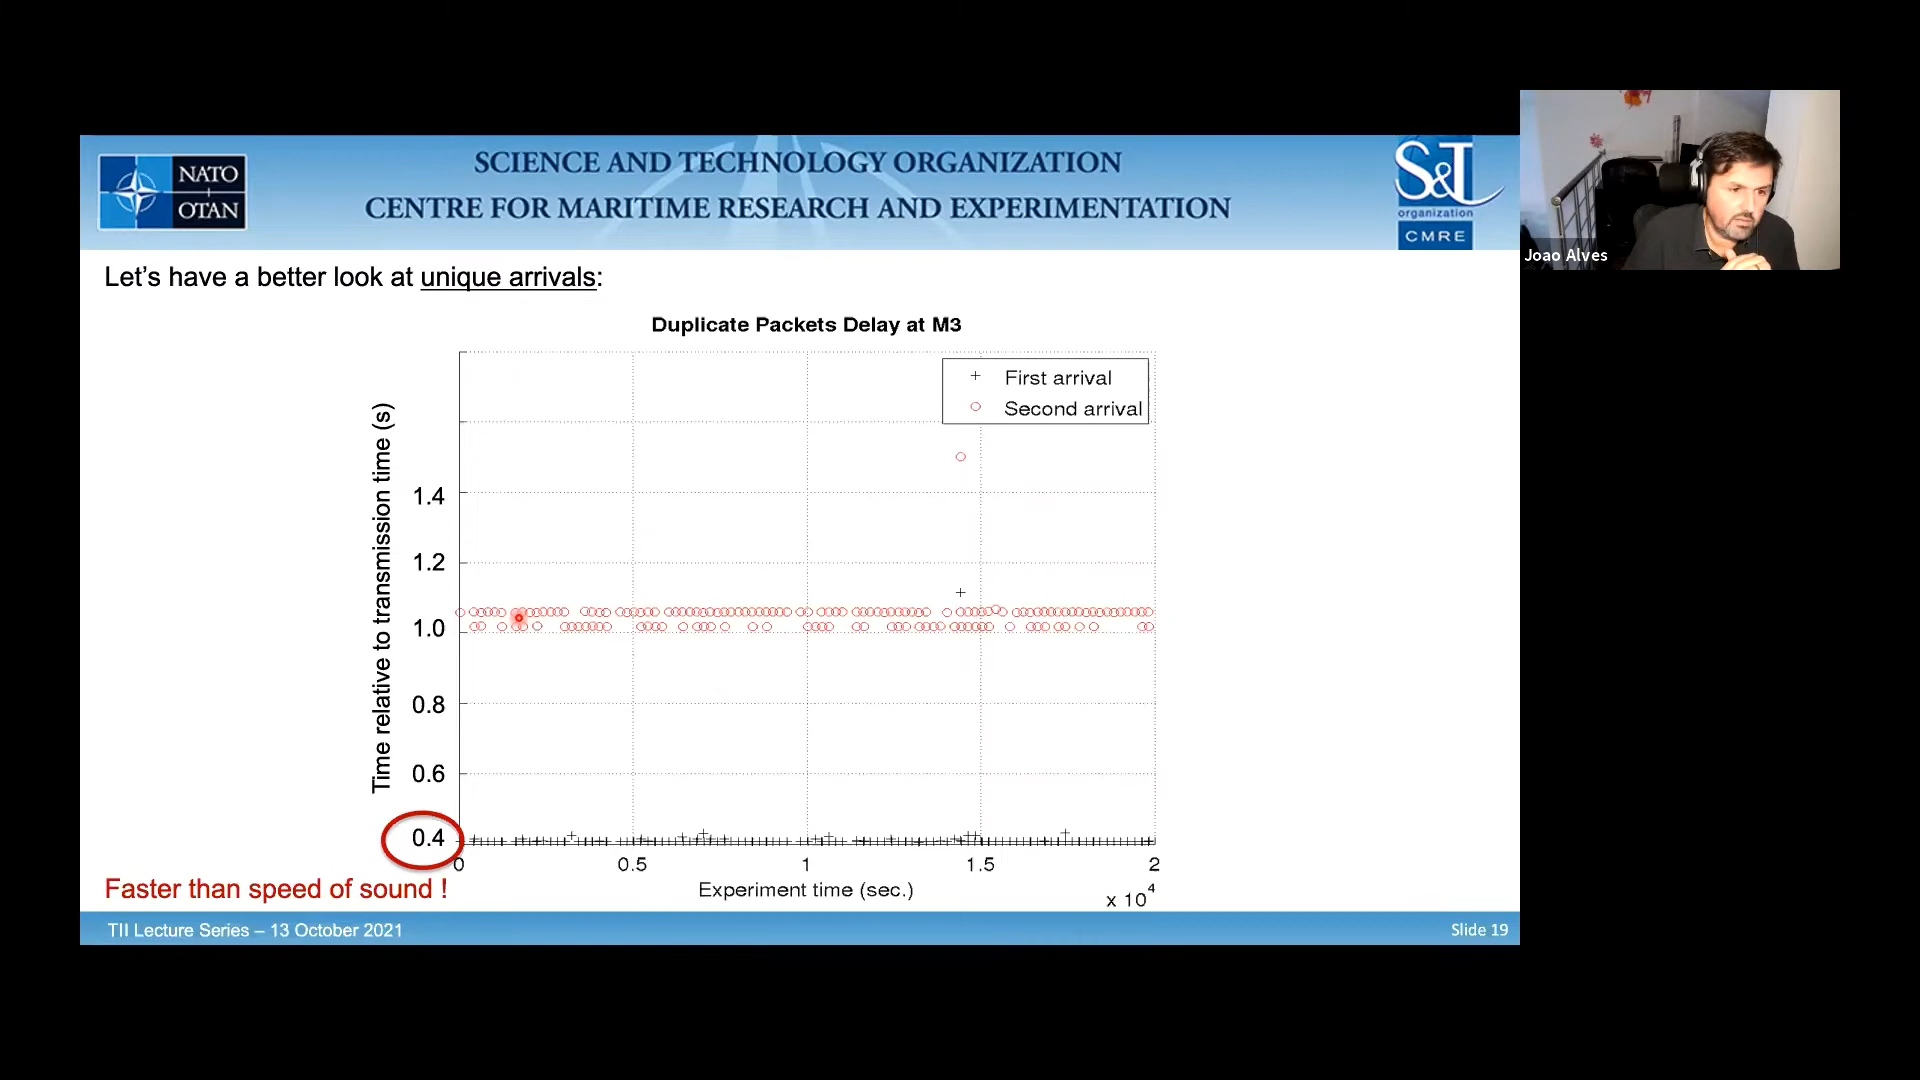 NATO
OTAN
SCIENCE AND TECHNOLOGY ORGANIZATION
CENTRE FOR MARITIME RESEARCH AND EXPERIMENTATION
S&T
organization
CMRE
Joao Alves
Let's have a better look at unique arrivals:
Duplicate Packets Delay at M3
First arrival
Second arrival
Time relative to transmission time (s)
1.4
1.2
1.0
0.8
0.6
0.4
0 0.5 1 1.5 2
Experiment time (sec.)
x 10⁴
Faster than speed of sound !
TII Lecture Series – 13 October 2021
Slide 19